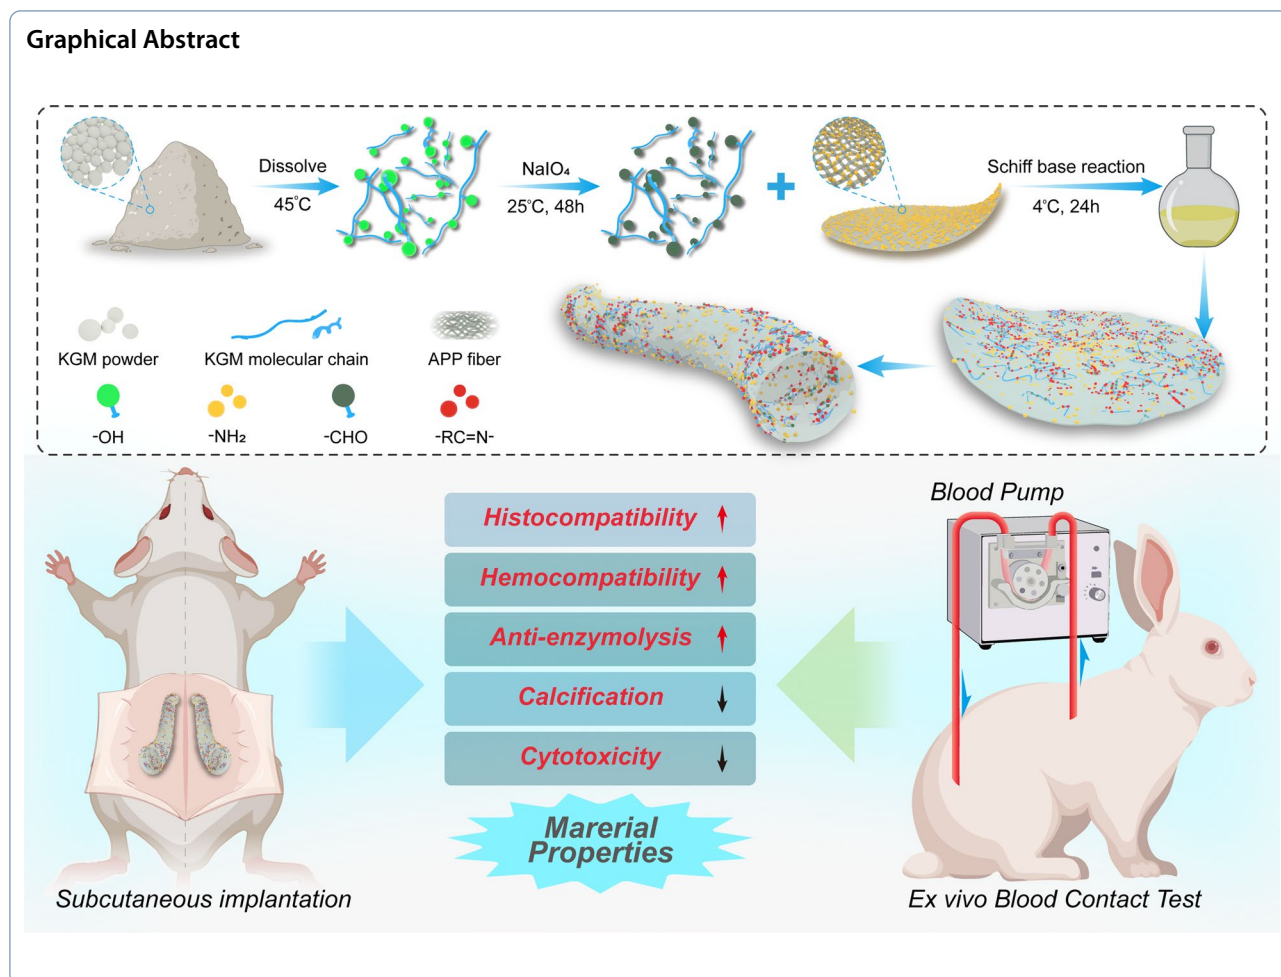 Graphical Abstract
Dissolve
45°C
NaIO₄
25°C, 48h
Schiff base reaction
4°C, 24h
KGM powder
KGM molecular chain
APP fiber
-OH
-NH₂
-CHO
-RC=N-
Histocompatibility
Hemocompatibility
Anti-enzymolysis
Calcification
Cytotoxicity
Marerial
Properties
Subcutaneous implantation
Blood Pump
Ex vivo Blood Contact Test